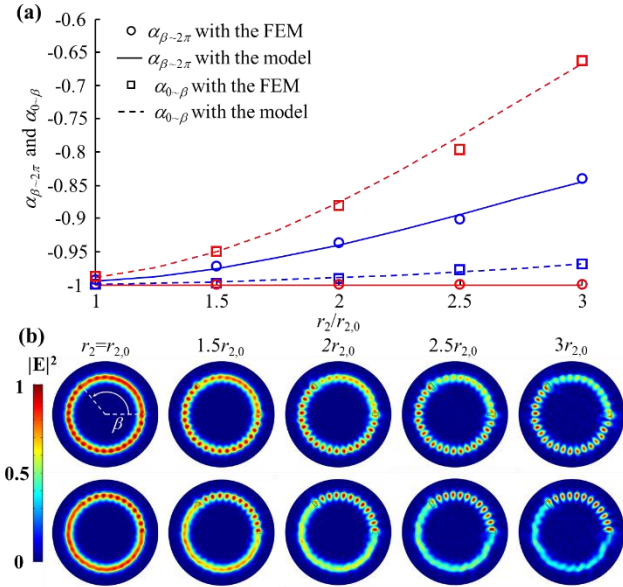 (a)
-0.6
-0.65
-0.7
-0.75
-0.8
-0.85
-0.9
-0.95
-1
α_{β~2π} and α_{0~β}
α_{β~2π} with the FEM
α_{β~2π} with the model
α_{0~β} with the FEM
α_{0~β} with the model
1 1.5 2 2.5 3
r₂/r_{2,0}
(b)
|E|²
r₂=r_{2,0} 1.5r_{2,0} 2r_{2,0} 2.5r_{2,0} 3r_{2,0}
1
0.5
0
β